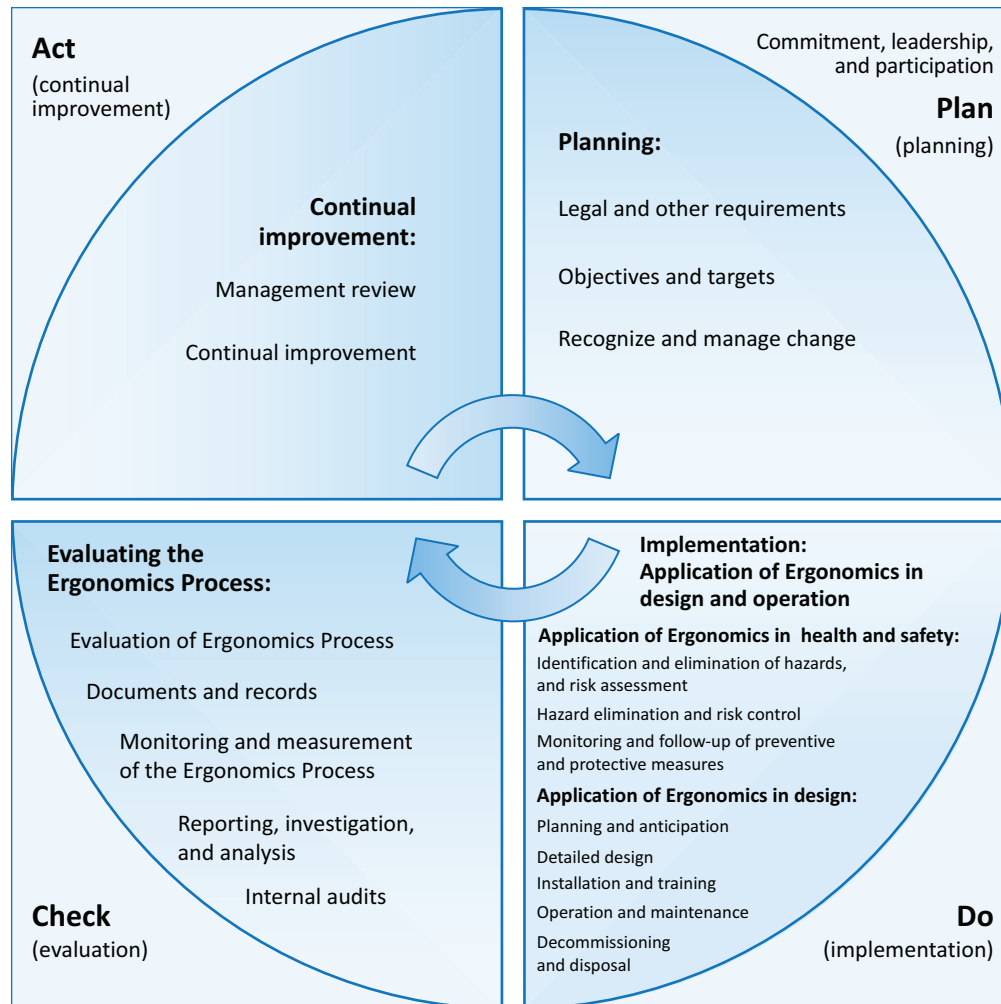 Act
(continual
improvement)
Continual
improvement:
Management review
Continual improvement
Commitment, leadership,
and participation
Plan
(planning)
Planning:
Legal and other requirements
Objectives and targets
Recognize and manage change
Evaluating the
Ergonomics Process:
Evaluation of Ergonomics Process
Documents and records
Monitoring and measurement
of the Ergonomics Process
Reporting, investigation,
and analysis
Internal audits
Check
(evaluation)
Implementation:
Application of Ergonomics in
design and operation
Application of Ergonomics in health and safety:
Identification and elimination of hazards,
and risk assessment
Hazard elimination and risk control
Monitoring and follow-up of preventive
and protective measures
Application of Ergonomics in design:
Planning and anticipation
Detailed design
Installation and training
Operation and maintenance
Decommissioning
and disposal
Do
(implementation)